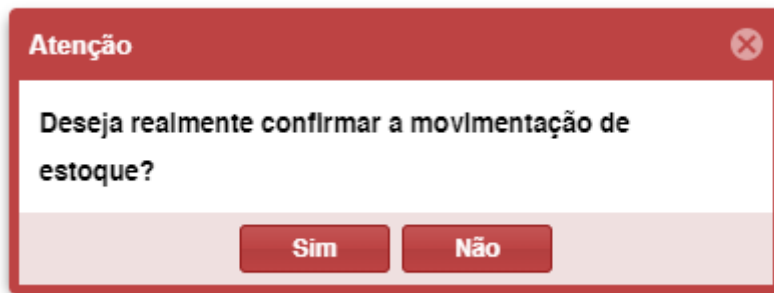 Atenção
Deseja realmente confirmar a movimentação de
estoque?
Sim Não